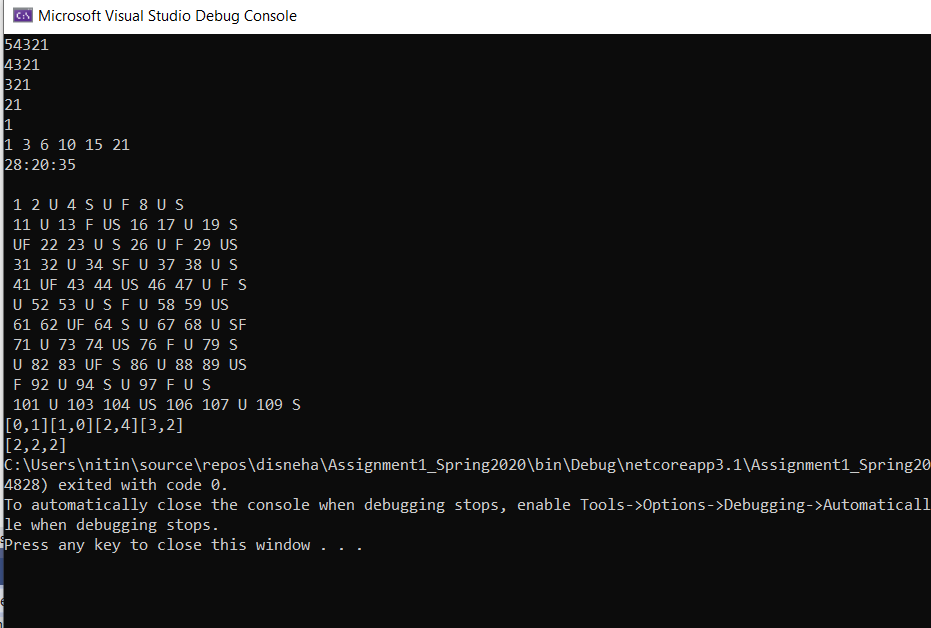 Microsoft Visual Studio Debug Console
54321
4321
321
21
1
1 3 6 10 15 21
28:20:35
1 2 U 4 S U F 8 U S
11 U 13 F US 16 17 U 19 S
UF 22 23 U S 26 U F 29 US
31 32 U 34 SF U 37 38 U S
41 UF 43 44 US 46 47 U F S
U 52 53 U S F U 58 59 US
61 62 UF 64 S U 67 68 U SF
71 U 73 74 US 76 F U 79 S
U 82 83 UF S 86 U 88 89 US
F 92 U 94 S U 97 F U S
101 U 103 104 US 106 107 U 109 S
[0,1][1,0][2,4][3,2]
[2,2,2]
C:\Users\nitin\source\repos\disneha\Assignment1_Spring2020\bin\Debug\netcoreapp3.1\Assignment1_Spring20
4828) exited with code 0.
To automatically close the console when debugging stops, enable Tools->Options->Debugging->Automaticall
le when debugging stops.
Press any key to close this window . . .